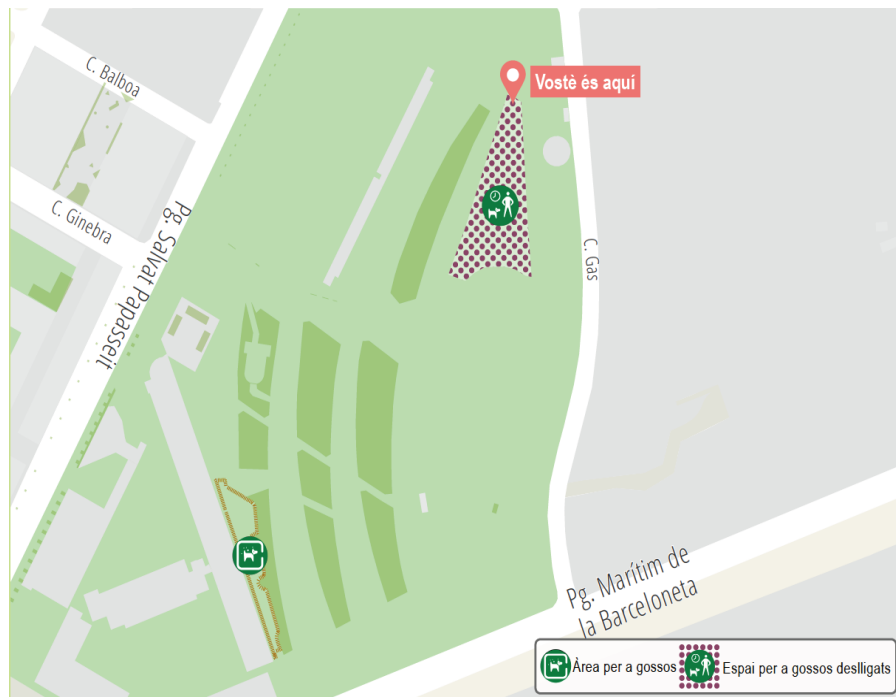 C. Balboa
Vostè és aquí
C. Ginebra
Pg. Salvat Papasseit
C. Gas
Pg. Marítim de
la Barceloneta
Àrea per a gossos
Espai per a gossos deslligats